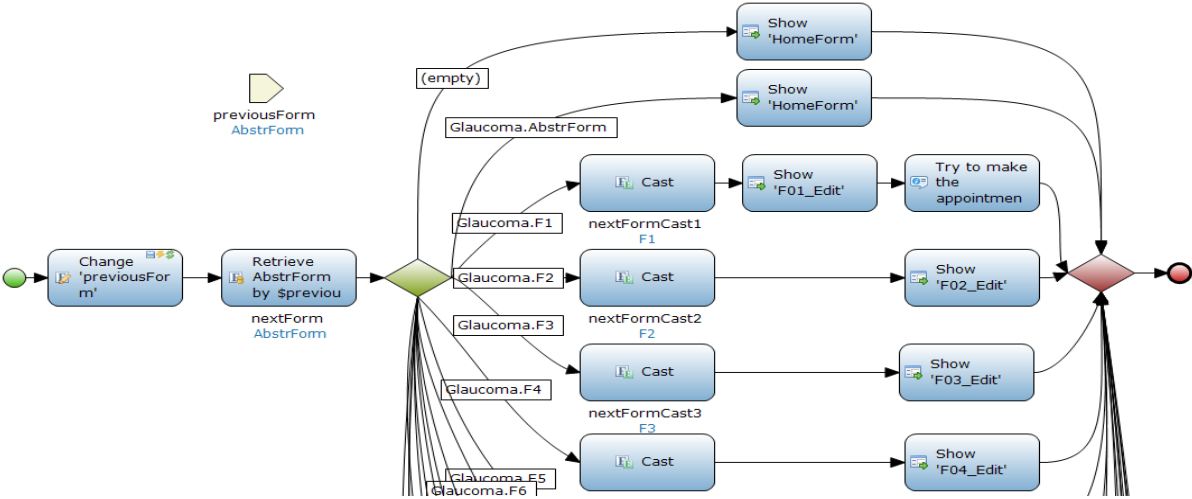 Show
'HomeForm'
(empty)
Show
'HomeForm'
previousForm
AbstrForm
Glaucoma.AbstrForm
Cast
Show
'F01_Edit'
Try to make
the
appointmen
Glaucoma.F1
nextFormCast1
F1
Change
'previousFor
m'
Retrieve
AbstrForm
by $previou
nextForm
AbstrForm
Glaucoma.F2
Cast
Show
'F02_Edit'
nextFormCast2
F2
Glaucoma.F3
Cast
Show
'F03_Edit'
Glaucoma.F4
nextFormCast3
F3
Cast
Show
'F04_Edit'
Glaucoma.F5
Glaucoma.F6